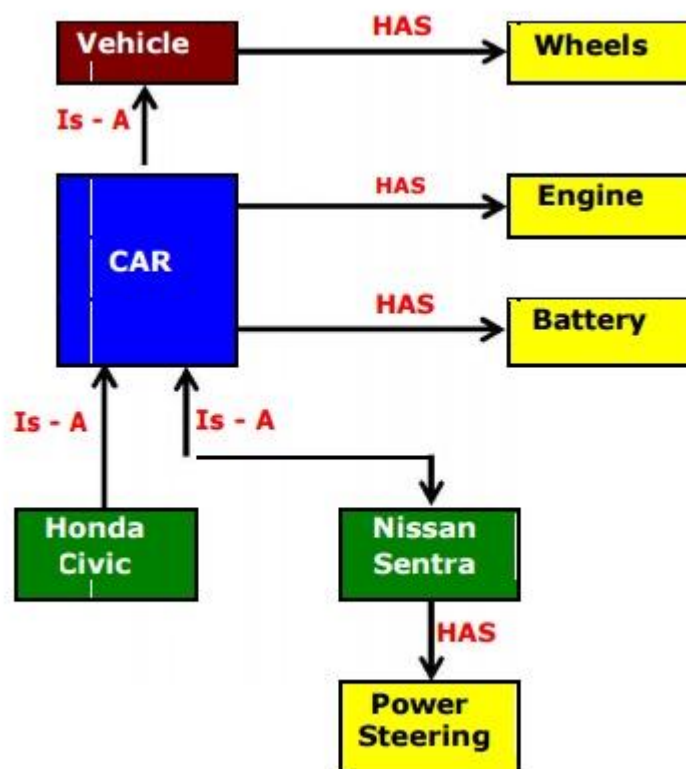 Vehicle
HAS
Wheels
Is - A
CAR
HAS
Engine
HAS
Battery
Is - A
Is - A
Honda
Civic
Nissan
Sentra
HAS
Power
Steering